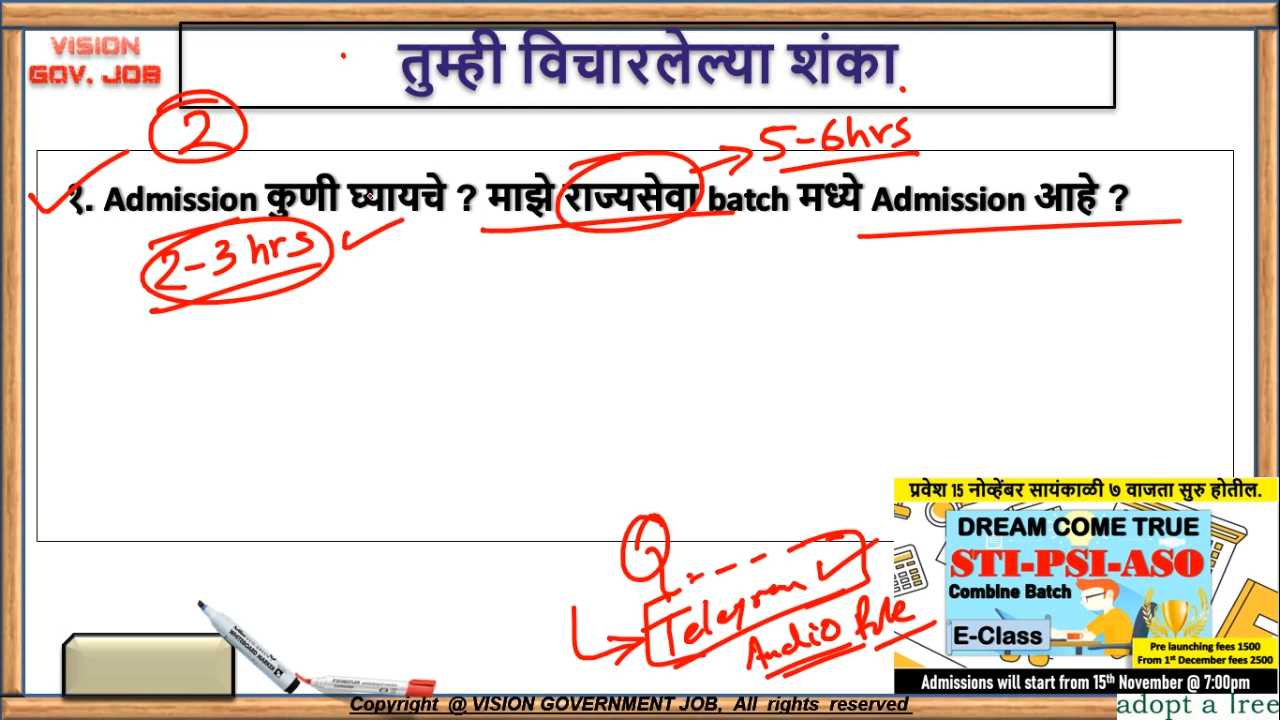 VISION
GOV. JOB
तुम्ही विचारलेल्या शंका
2
5-6hrs
१. Admission कुणी घ्यायचे ? माझे राज्यसेवा batch मध्ये Admission आहे ?
2-3 hrs
प्रवेश 15 नोव्हेंबर सायंकाळी ७ वाजता सुरु होतील.
DREAM COME TRUE
STI-PSI-ASO
Combine Batch
E-Class
Pre launching fees 1500
From 1st December fees 2500
Admissions will start from 15th November @ 7:00pm
Q
Telegram
Audio file
Copyright @ VISION GOVERNMENT JOB, All rights reserved
adopt a Tree